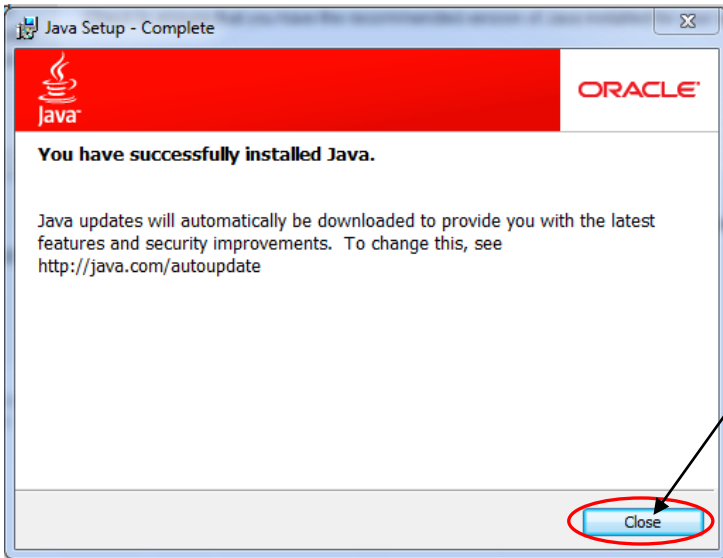 Java Setup - Complete
Java™
ORACLE®
You have successfully installed Java.
Java updates will automatically be downloaded to provide you with the latest
features and security improvements. To change this, see
http://java.com/autoupdate
Close